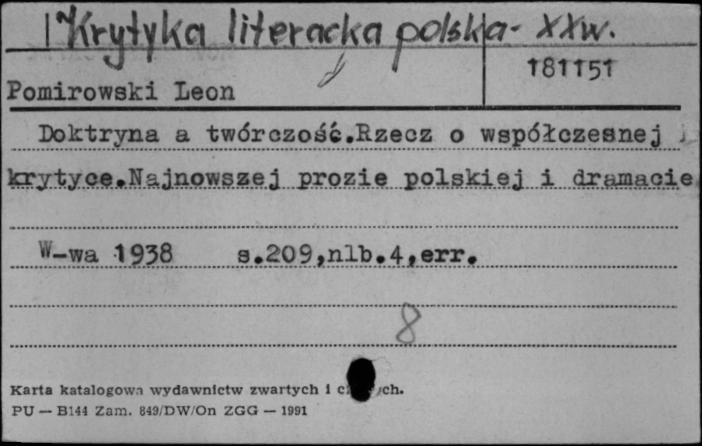 Krytyka literacka polska - XXw.
181151
Pomirowski Leon
Doktryna a twórczość.Rzecz o współczesnej
krytyce.Najnowszej prozie polskiej i dramacie
W-wa 1938 s.209,nlb.4,err.
8
Karta katalogowa wydawnictw zwartych i ch.
PU — B144 Zam. 849/DW/On ZGG — 1991